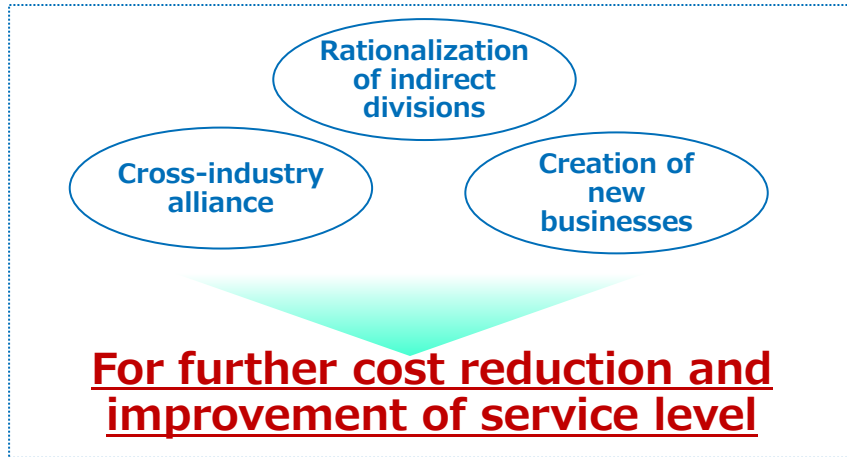 Rationalization
of indirect
divisions
Cross-industry
alliance
Creation of
new
businesses
For further cost reduction and
improvement of service level